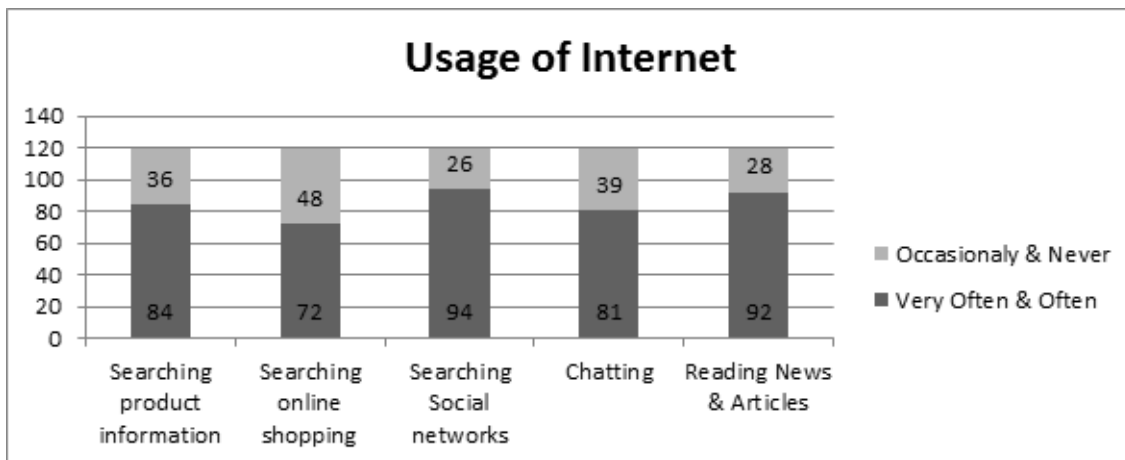 Usage of Internet
140
120
100
80
60
40
20
0
36
48
26
39
28
84
72
94
81
92
Searching
product
information
Searching
online
shopping
Searching
Social
networks
Chatting
Reading News
& Articles
Occasionaly & Never
Very Often & Often